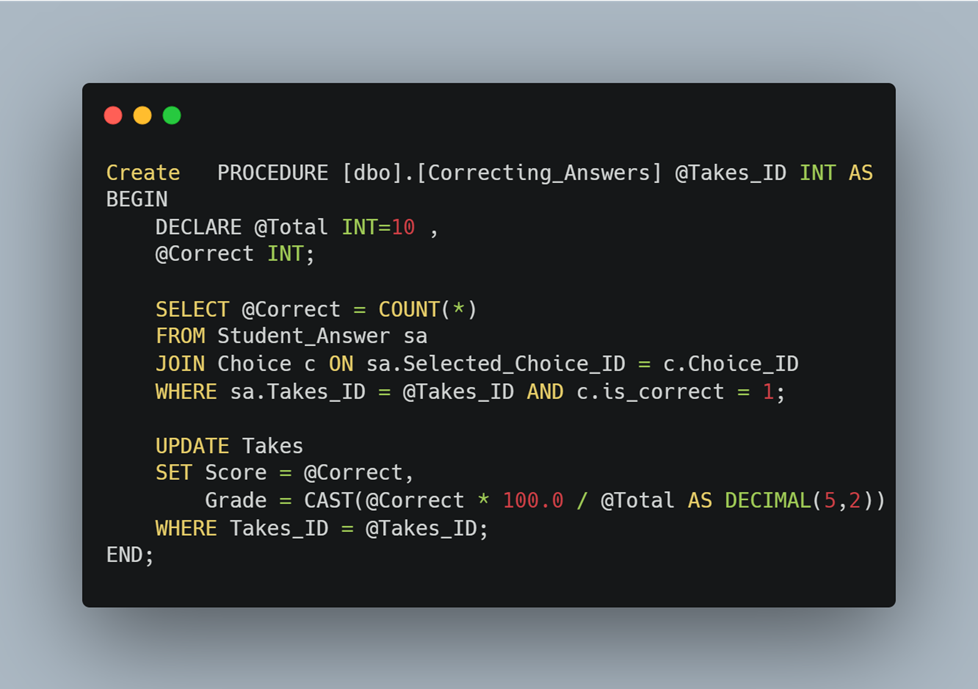 Create   PROCEDURE [dbo].[Correcting_Answers] @Takes_ID INT AS
BEGIN
    DECLARE @Total INT=10 ,
    @Correct INT;

    SELECT @Correct = COUNT(*)
    FROM Student_Answer sa
    JOIN Choice c ON sa.Selected_Choice_ID = c.Choice_ID
    WHERE sa.Takes_ID = @Takes_ID AND c.is_correct = 1;

    UPDATE Takes
    SET Score = @Correct,
        Grade = CAST(@Correct * 100.0 / @Total AS DECIMAL(5,2))
    WHERE Takes_ID = @Takes_ID;
END;